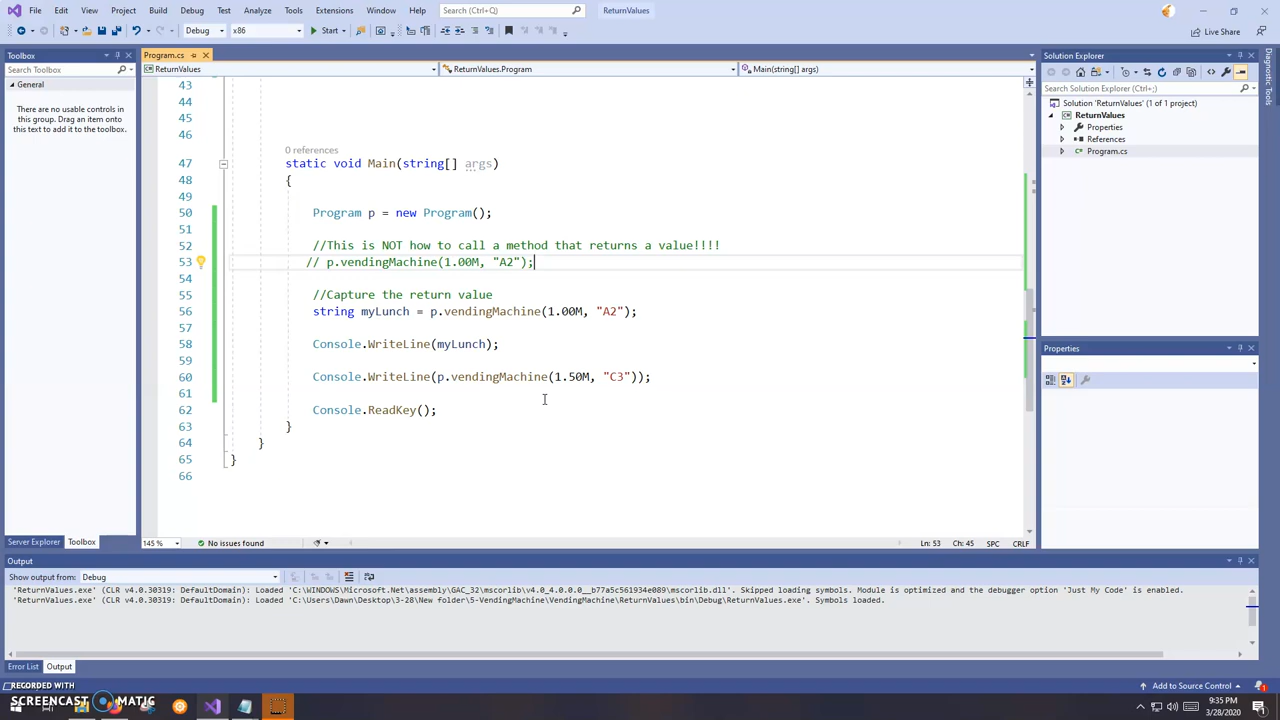 File Edit View Project Build Debug Test Analyze Tools Extensions Window Help Search (Ctrl+Q) ReturnValues
Debug x86 Start Live Share
Toolbox
Search Toolbox
General
There are no usable controls in
this group. Drag an item onto
this text to add it to the toolbox.
Server Explorer Toolbox
Program.cs
ReturnValues ReturnValues.Program Main(string[] args)
43
44
45
46
0 references
47 static void Main(string[] args)
48 {
49
50 Program p = new Program();
51
52 //This is NOT how to call a method that returns a value!!!!
53 // p.vendingMachine(1.00M, "A2");
54
55 //Capture the return value
56 string myLunch = p.vendingMachine(1.00M, "A2");
57
58 Console.WriteLine(myLunch);
59
60 Console.WriteLine(p.vendingMachine(1.50M, "C3"));
61
62 Console.ReadKey();
63 }
64 }
65 }
66
145 % No issues found Ln: 53 Ch: 45 SPC CRLF
Solution Explorer
Search Solution Explorer (Ctrl+;)
Solution 'ReturnValues' (1 of 1 project)
ReturnValues
Properties
References
Program.cs
Properties
Diagnostic Tools
Output
Show output from: Debug
'ReturnValues.exe' (CLR v4.0.30319: DefaultDomain): Loaded 'C:\WINDOWS\Microsoft.Net\assembly\GAC_32\mscorlib\v4.0_4.0.0.0__b77a5c561934e089\mscorlib.dll'. Skipped loading symbols. Module is optimized and the debugger option 'Just My Code' is enabled.
'ReturnValues.exe' (CLR v4.0.30319: DefaultDomain): Loaded 'C:\Users\Dawn\Desktop\3-28\New folder\5-VendingMachine\VendingMachine\ReturnValues\bin\Debug\ReturnValues.exe'. Symbols loaded.
Error List Output
Add to Source Control 1
RECORDED WITH
SCREENCAST MATIC
9:35 PM
3/28/2020
1